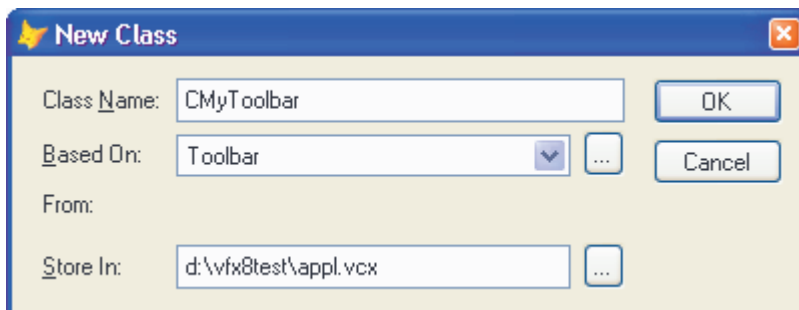 New Class
Class Name: CMyToolbar OK
Based On: Toolbar ... Cancel
From:
Store In: d:\vfx8test\appl.vcx ...